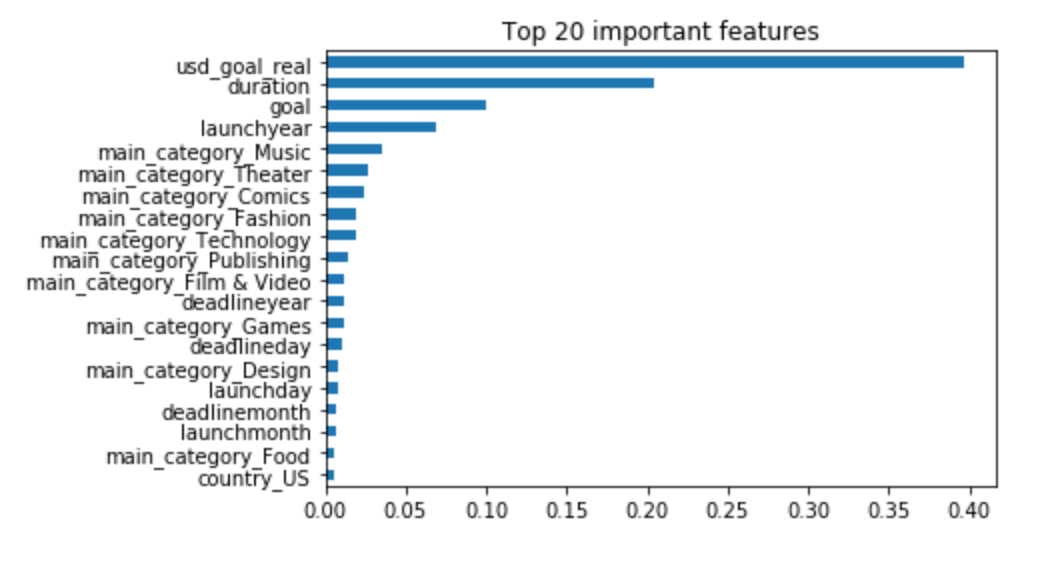 Top 20 important features
usd_goal_real
duration
goal
launchyear
main_category_Music
main_category_Theater
main_category_Comics
main_category_Fashion
main_category_Technology
main_category_Publishing
main_category_Film & Video
deadlineyear
main_category_Games
deadlineday
main_category_Design
launchday
deadlinemonth
launchmonth
main_category_Food
country_US
0.00 0.05 0.10 0.15 0.20 0.25 0.30 0.35 0.40